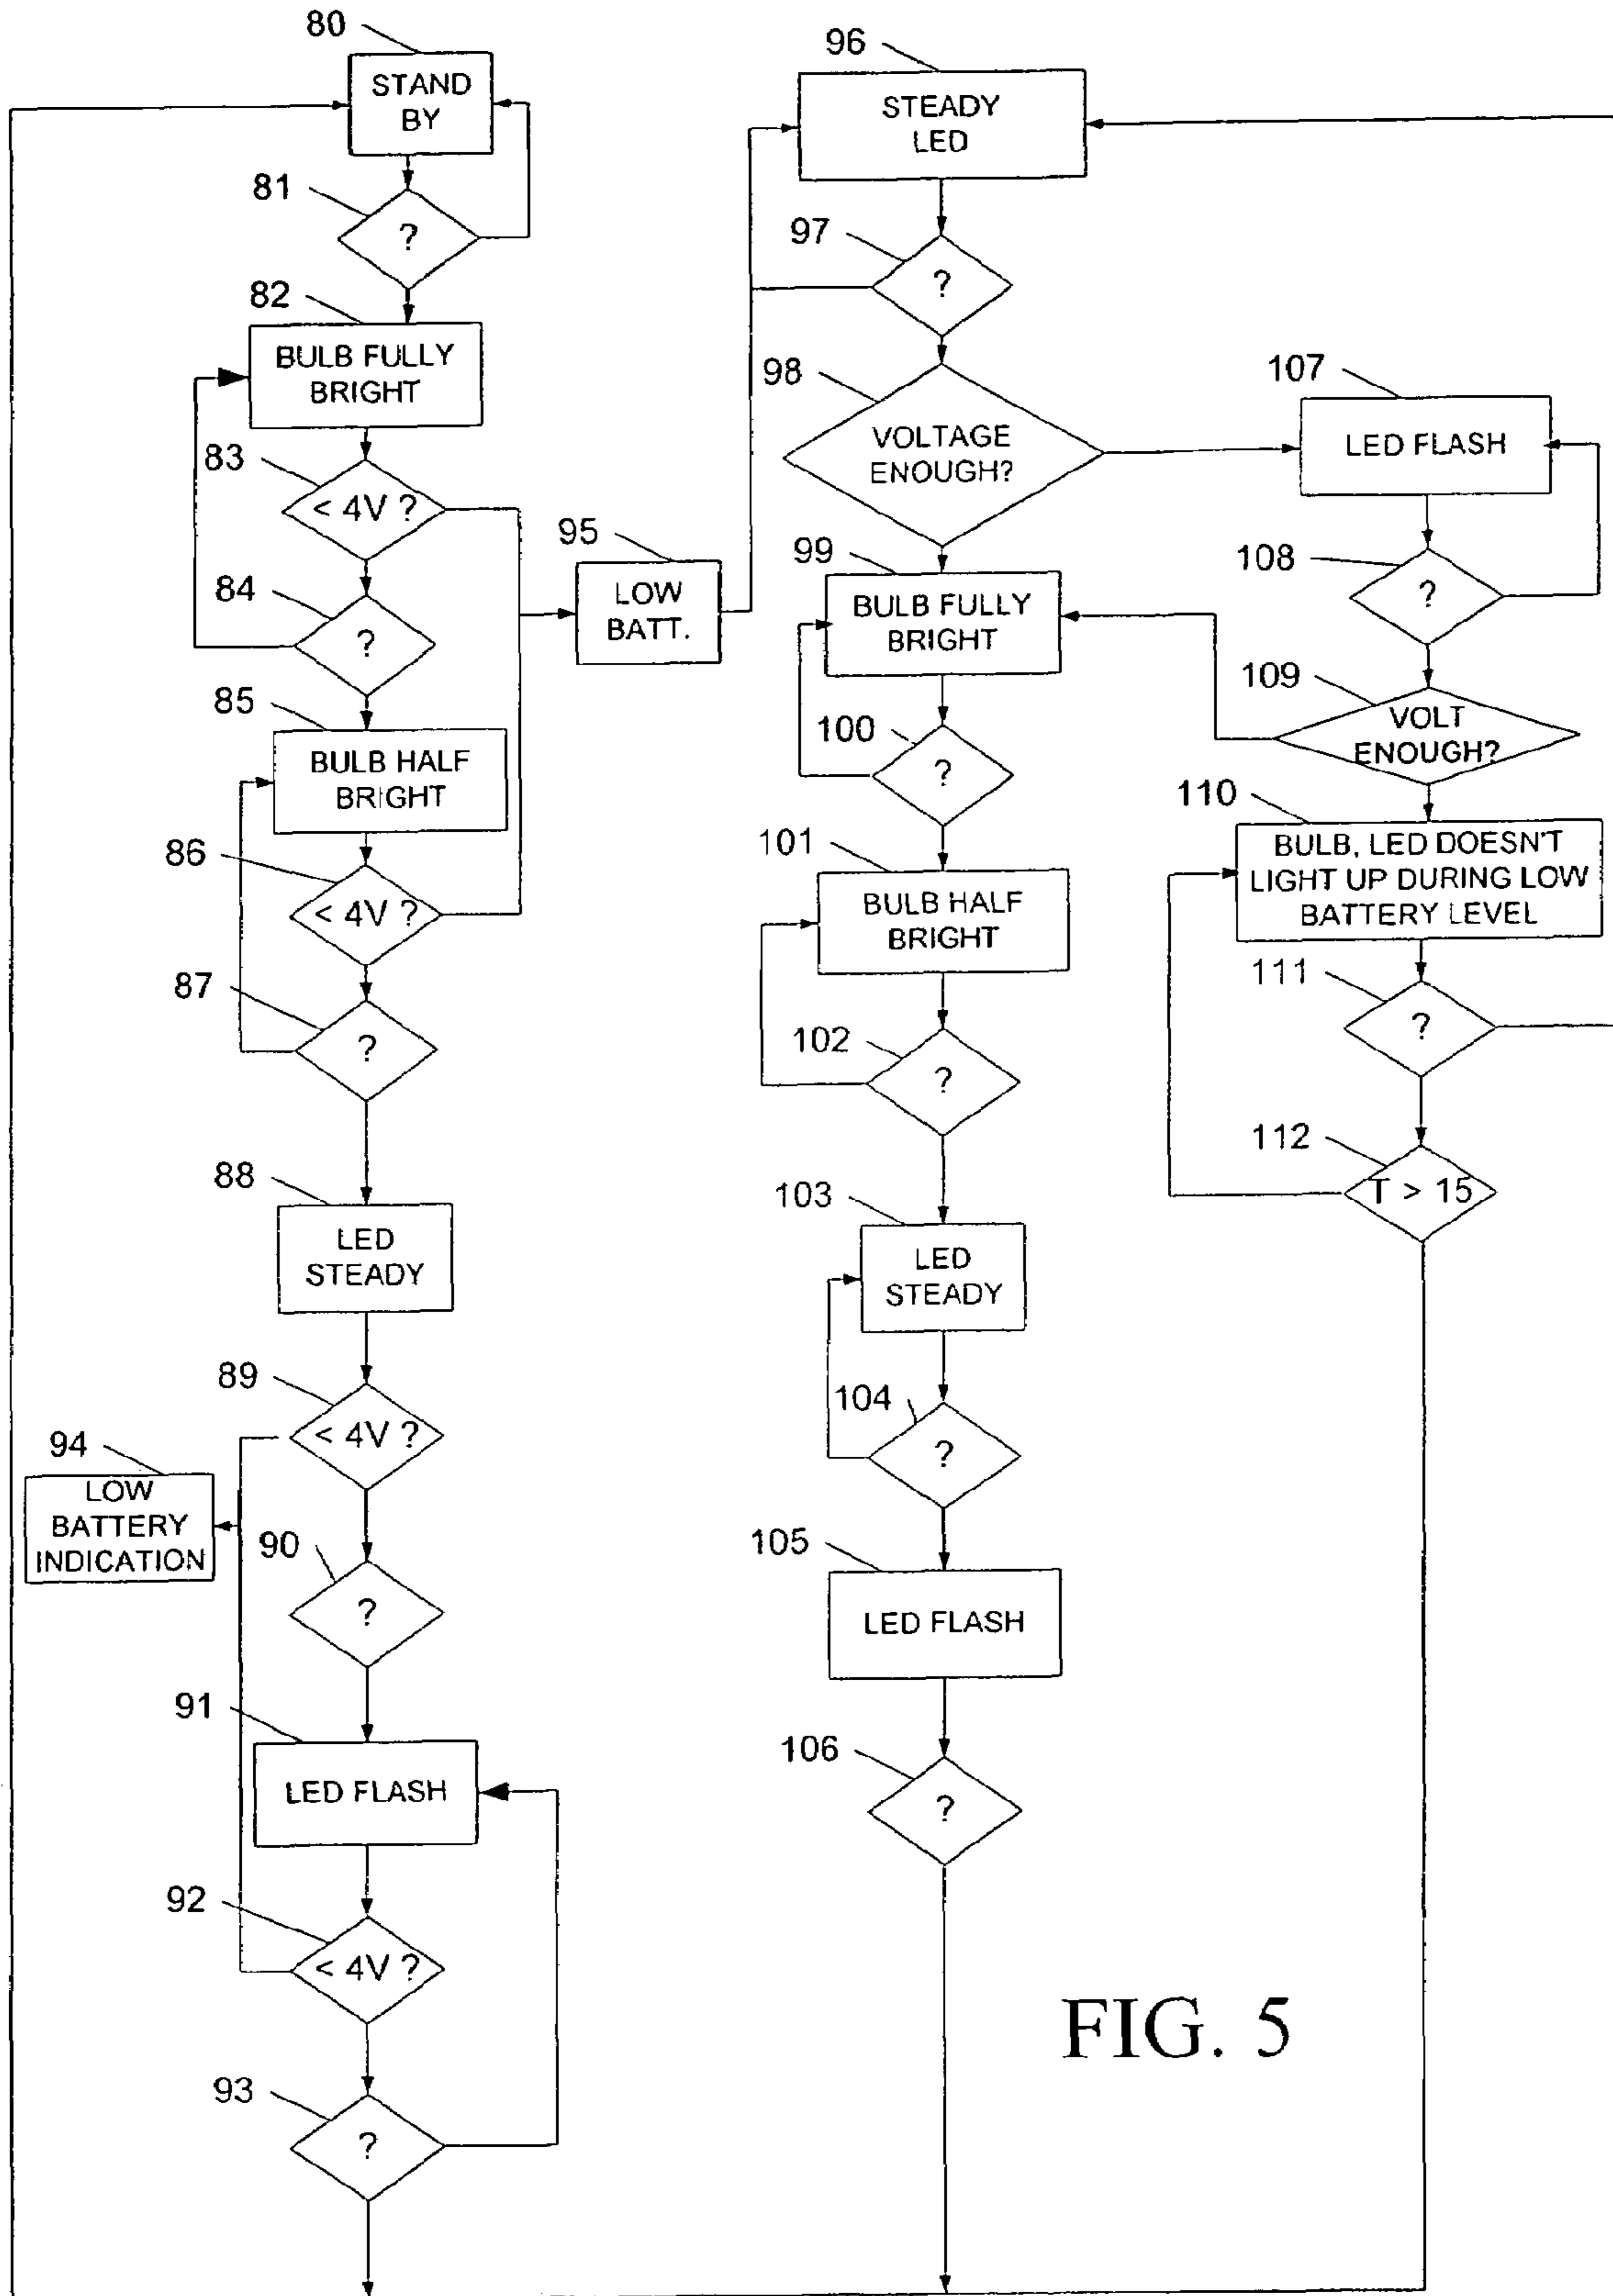 80
STAND
BY
81
?
82
BULB FULLY
BRIGHT
83
< 4V ?
84
?
85
BULB HALF
BRIGHT
86
< 4V ?
87
?
88
LED
STEADY
89
< 4V ?
94
LOW
BATTERY
INDICATION
90
?
91
LED FLASH
92
< 4V ?
93
?
95
LOW
BATT.
96
STEADY
LED
97
?
98
VOLTAGE
ENOUGH?
99
BULB FULLY
BRIGHT
100
?
101
BULB HALF
BRIGHT
102
?
103
LED
STEADY
104
?
105
LED FLASH
106
?
107
LED FLASH
108
?
109
VOLT
ENOUGH?
110
BULB, LED DOESN'T
LIGHT UP DURING LOW
BATTERY LEVEL
111
?
112
T > 15
FIG. 5